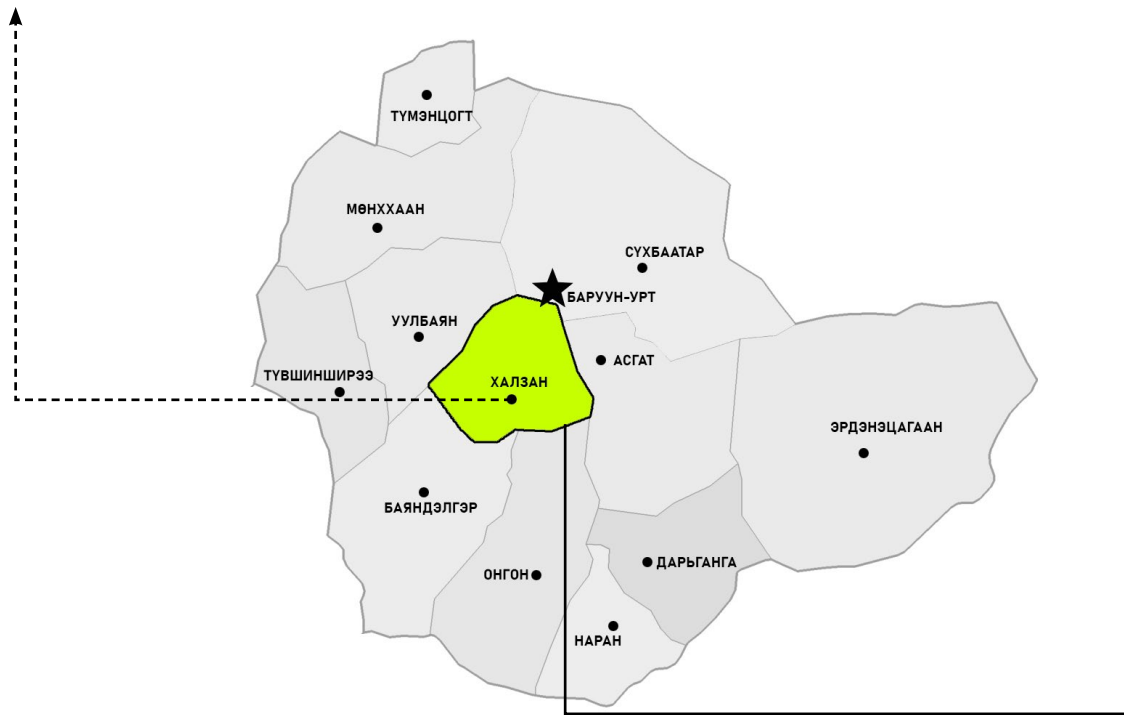 ТҮМЭНЦОГТ
МӨНХХААН
СҮХБААТАР
БАРУУН-УРТ
УУЛБАЯН
АСГАТ
ТҮВШИНШИРЭЭ
ХАЛЗАН
ЭРДЭНЭЦАГААН
БАЯНДЭЛГЭР
ДАРЬГАНГА
ОНГОН
НАРАН